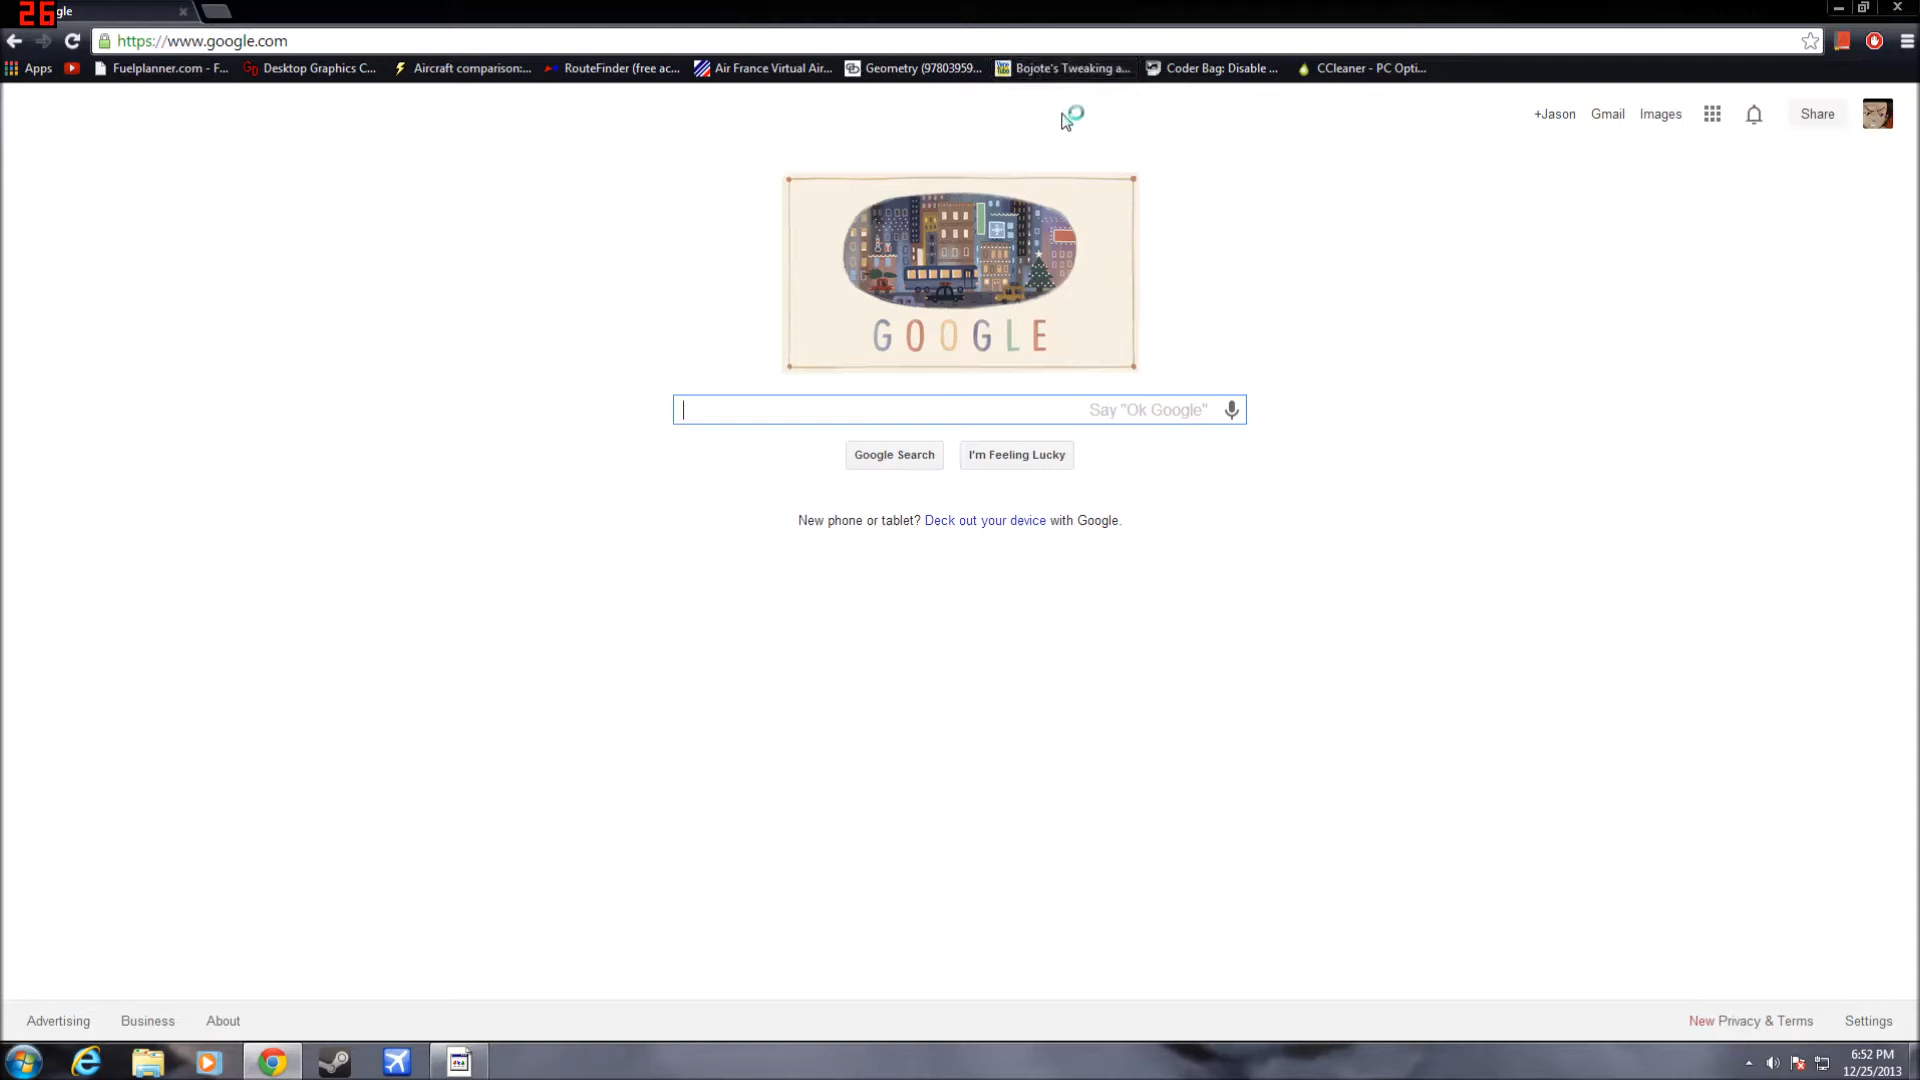 26
gle
https://www.google.com
Apps
Fuelplanner.com - F...
Desktop Graphics C...
Aircraft comparison:...
RouteFinder (free ac...
Air France Virtual Air...
Geometry (97803959...
Bojote's Tweaking a...
Coder Bag: Disable ...
CCleaner - PC Opti...
+Jason
Gmail
Images
Share
GOOGLE
Say "Ok Google"
Google Search
I'm Feeling Lucky
New phone or tablet? Deck out your device with Google.
Advertising
Business
About
New Privacy & Terms
Settings
6:52 PM
12/25/2013